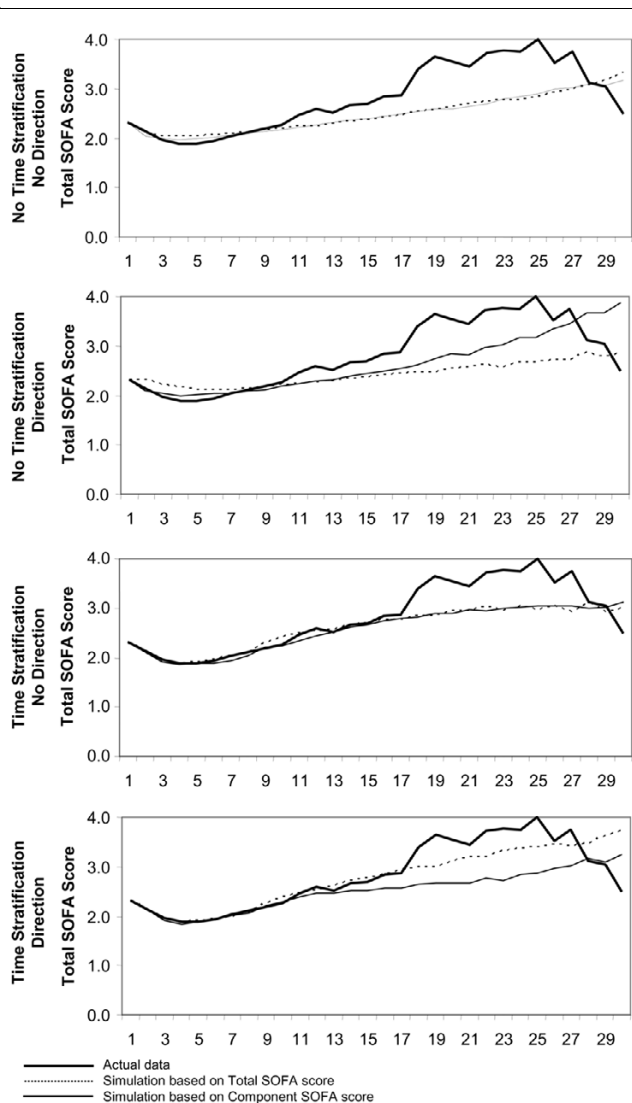 No Time Stratification
No Direction
Total SOFA Score
4.0
3.0
2.0
1.0
0.0
1 3 5 7 9 11 13 15 17 19 21 23 25 27 29
No Time Stratification
Direction
Total SOFA Score
4.0
3.0
2.0
1.0
0.0
1 3 5 7 9 11 13 15 17 19 21 23 25 27 29
Time Stratification
No Direction
Total SOFA Score
4.0
3.0
2.0
1.0
0.0
1 3 5 7 9 11 13 15 17 19 21 23 25 27 29
Time Stratification
Direction
Total SOFA Score
4.0
3.0
2.0
1.0
0.0
1 3 5 7 9 11 13 15 17 19 21 23 25 27 29
Actual data
Simulation based on Total SOFA score
Simulation based on Component SOFA score